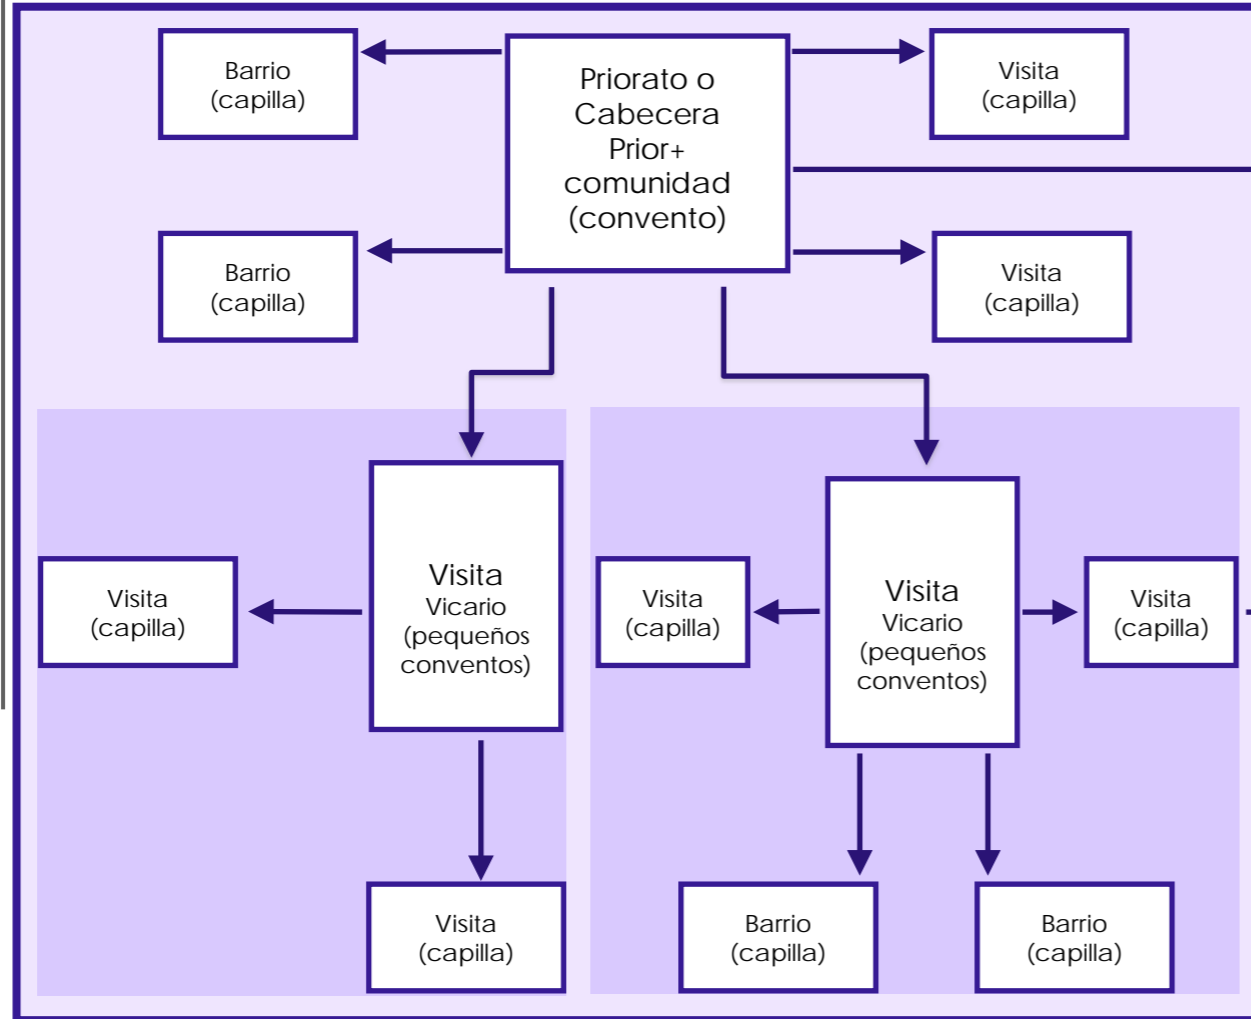 Barrio
(capilla)
Priorato o
Cabecera
Prior+
comunidad
(convento)
Visita
(capilla)
Barrio
(capilla)
Visita
(capilla)
Visita
(capilla)
Visita
Vicario
(pequeños
conventos)
Visita
(capilla)
Visita
Vicario
(pequeños
conventos)
Visita
(capilla)
Visita
(capilla)
Barrio
(capilla)
Barrio
(capilla)